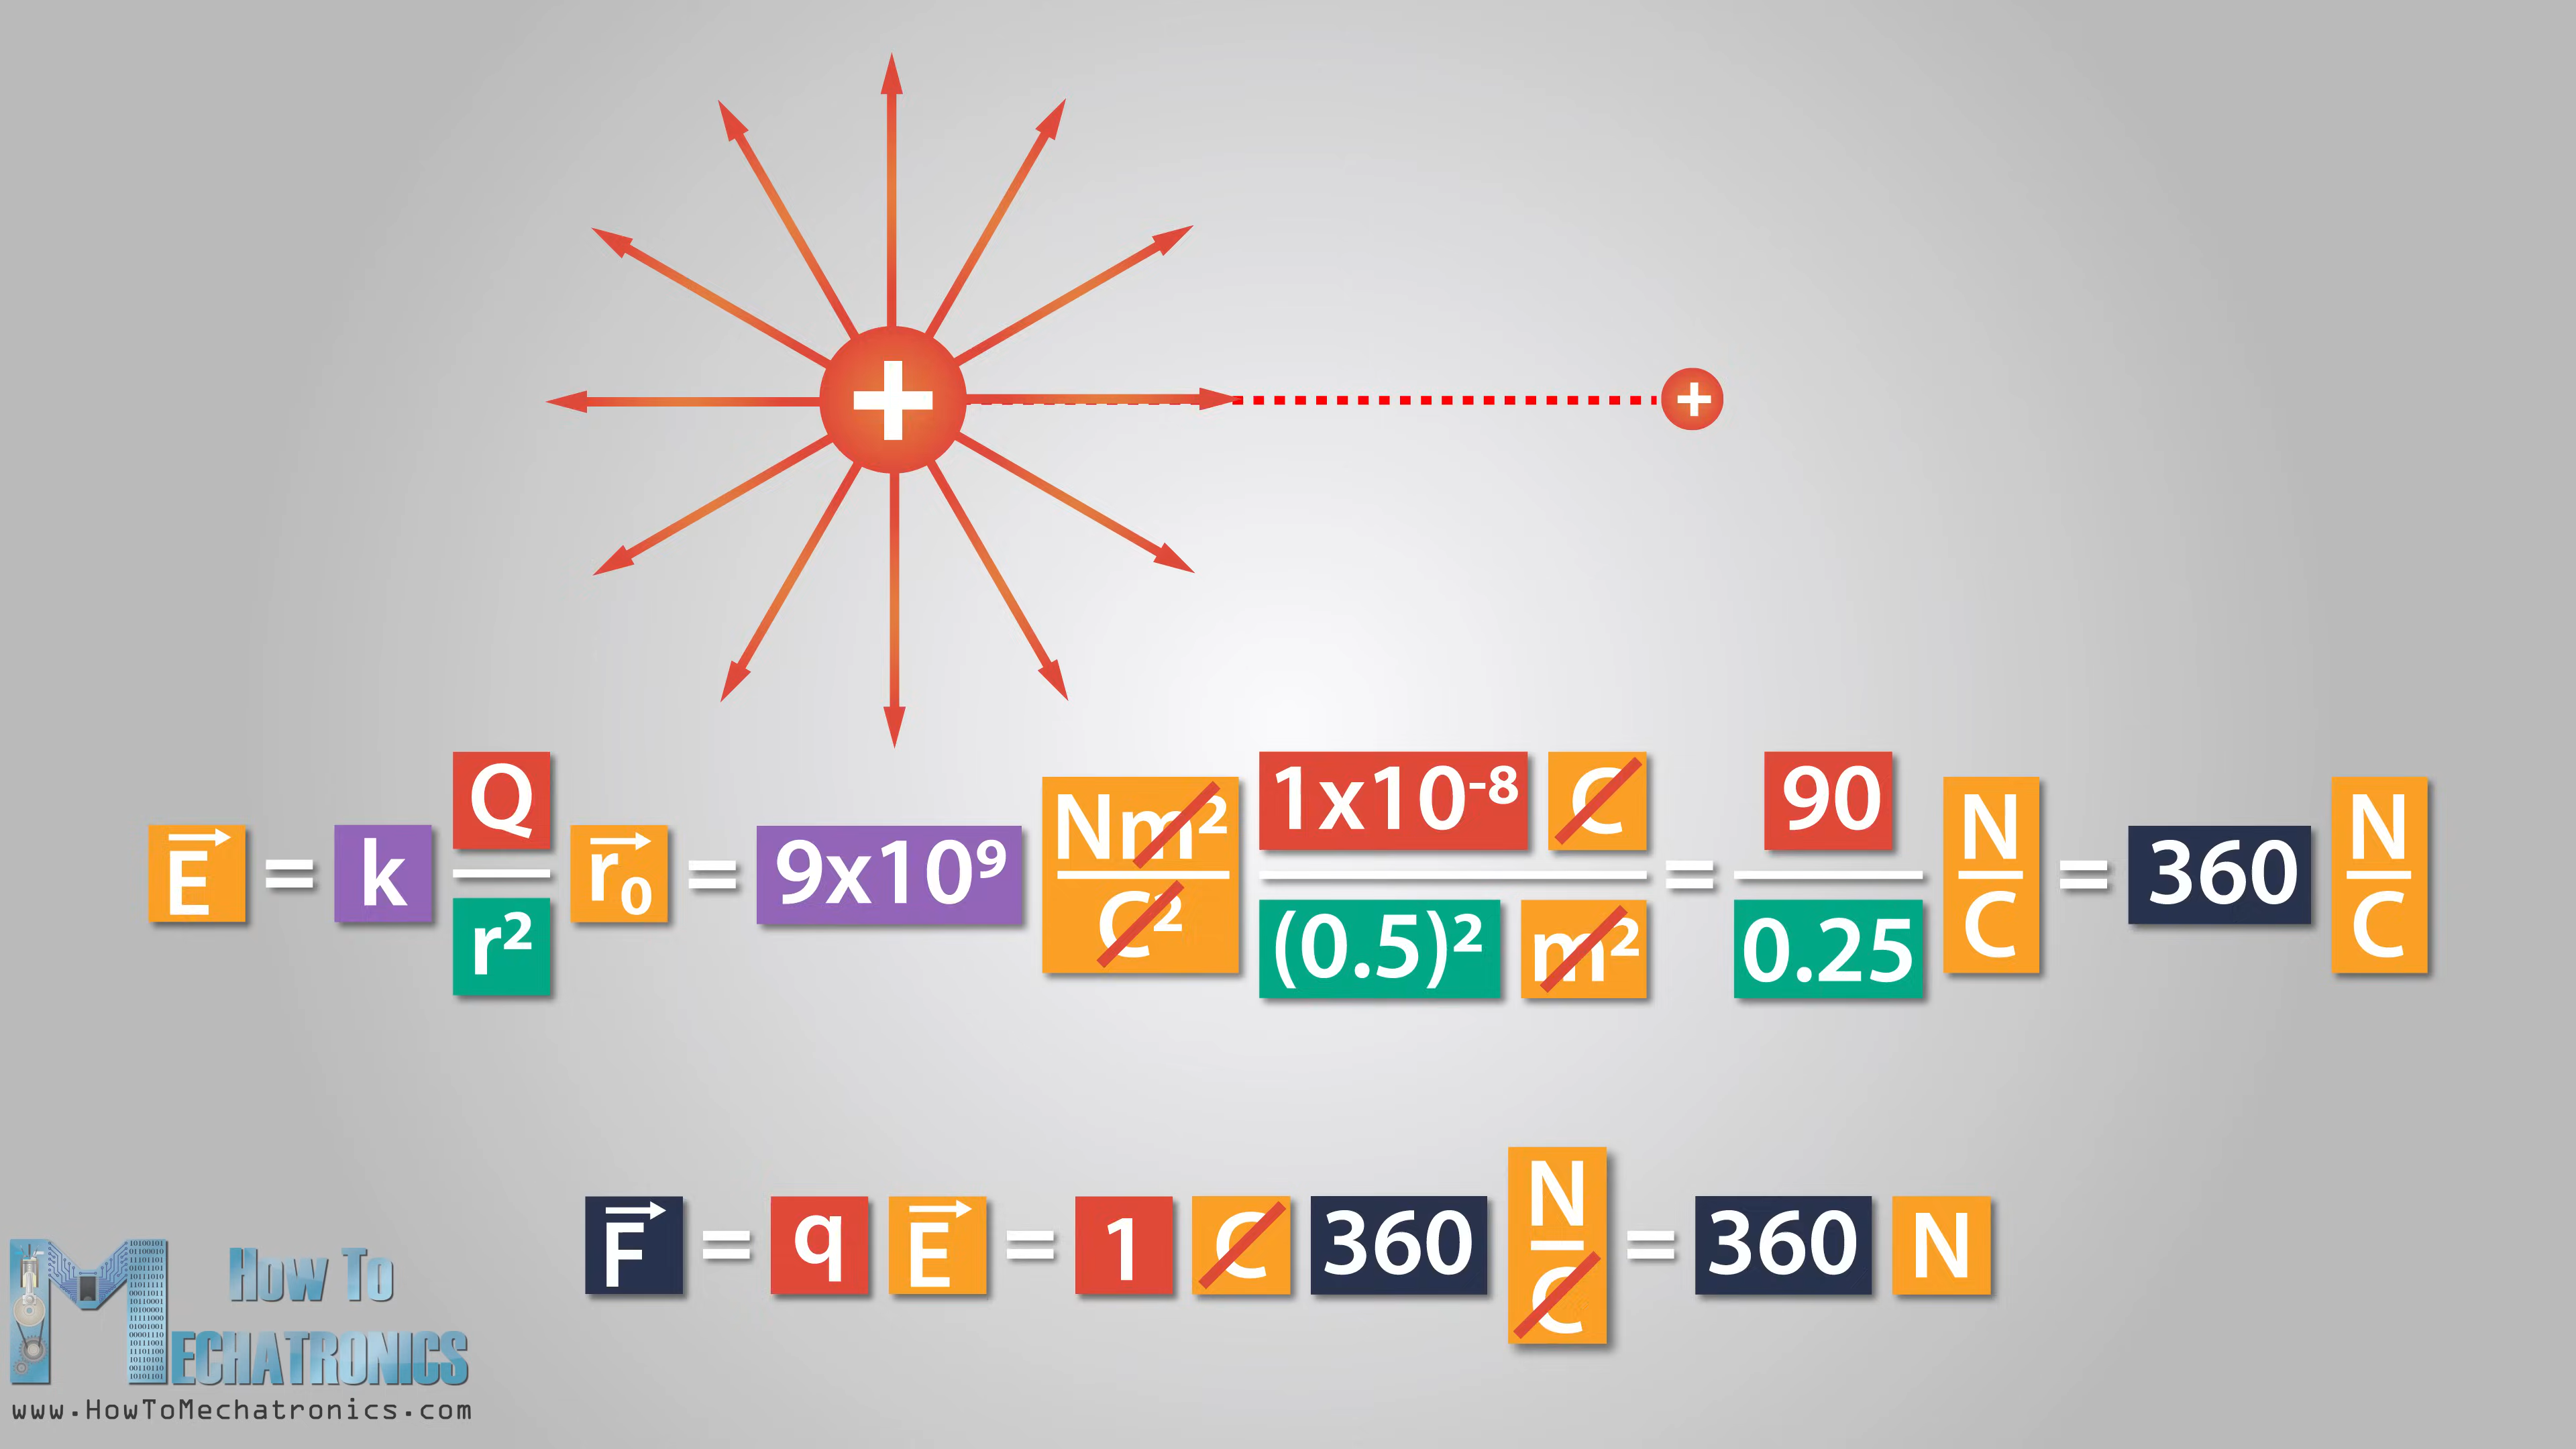 + +
E = k Q/r² r₀ = 9x10⁹ Nm²/C² 1x10⁻⁸ C/(0.5)² m² = 90/0.25 N/C = 360 N/C
F = q E = 1 C 360 N/C = 360 N
How To
MECHATRONICS
www.HowToMechatronics.com